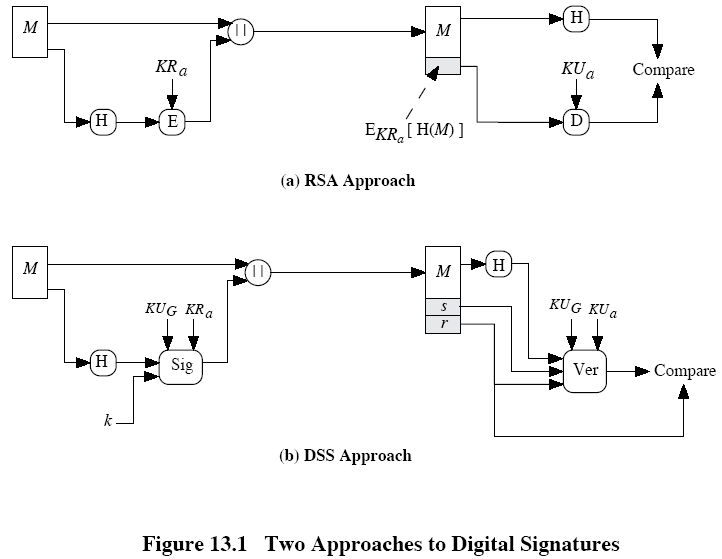 M
||
M
H
KRa
KUa
Compare
H
E
D
EKRa[ H(M) ]
(a) RSA Approach
M
||
M
H
s
r
KUG KRa
KUG KUa
H
Sig
Ver
Compare
k
(b) DSS Approach
Figure 13.1 Two Approaches to Digital Signatures